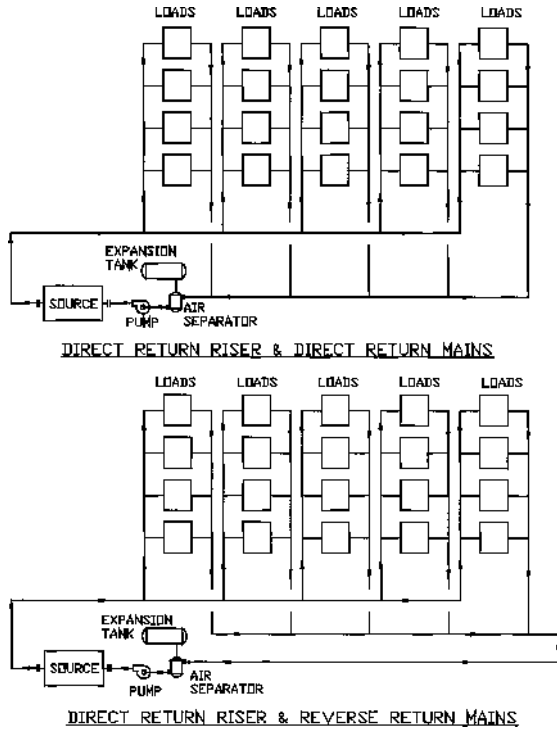 LOADS LOADS LOADS LOADS LOADS
EXPANSION
TANK
SOURCE
PUMP
AIR
SEPARATOR
DIRECT RETURN RISER & DIRECT RETURN MAINS
LOADS LOADS LOADS LOADS LOADS
EXPANSION
TANK
SOURCE
PUMP
AIR
SEPARATOR
DIRECT RETURN RISER & REVERSE RETURN MAINS